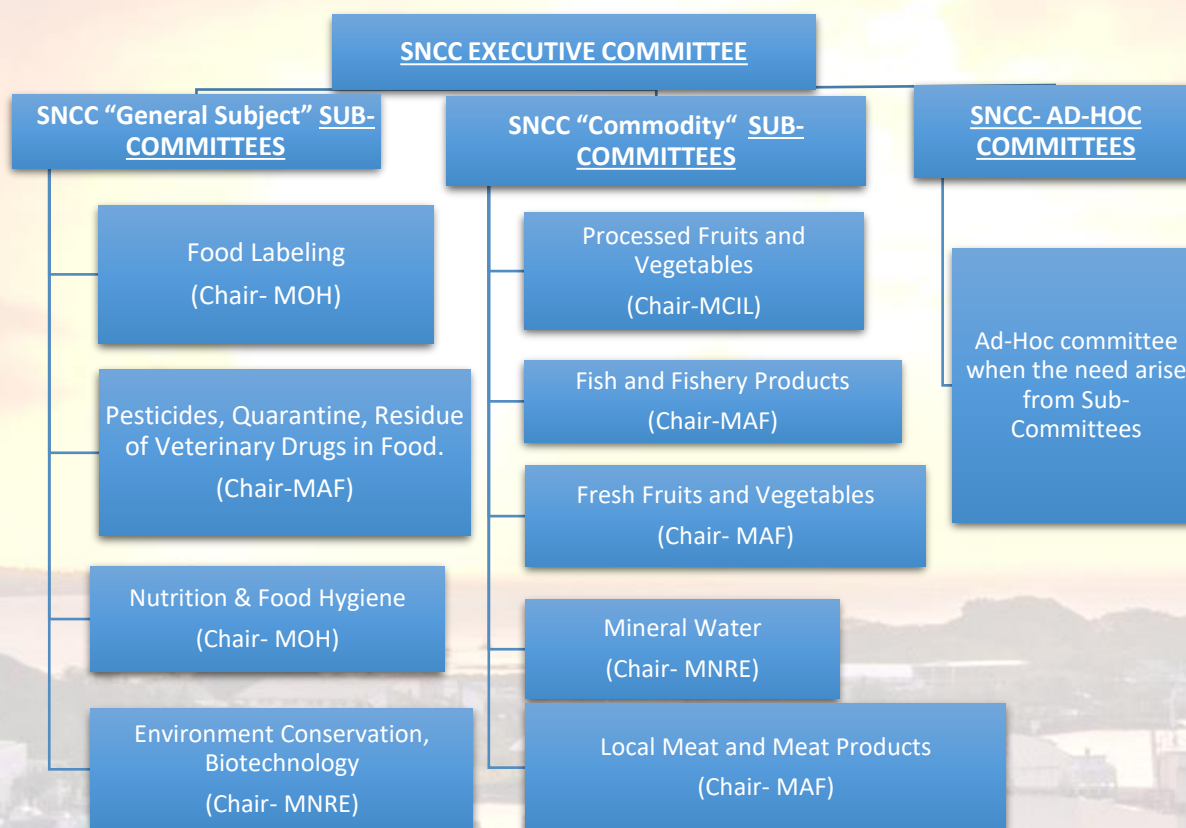 SNCC EXECUTIVE COMMITTEE
SNCC “General Subject” SUB-
COMMITTEES
Food Labeling
(Chair- MOH)
Pesticides, Quarantine, Residue
of Veterinary Drugs in Food.
(Chair-MAF)
Nutrition & Food Hygiene
(Chair- MOH)
Environment Conservation,
Biotechnology
(Chair- MNRE)
SNCC “Commodity“ SUB-
COMMITTEES
Processed Fruits and
Vegetables
(Chair-MCIL)
Fish and Fishery Products
(Chair-MAF)
Fresh Fruits and Vegetables
(Chair- MAF)
Mineral Water
(Chair- MNRE)
Local Meat and Meat Products
(Chair- MAF)
SNCC- AD-HOC
COMMITTEES
Ad-Hoc committee
when the need arise
from Sub-
Committees